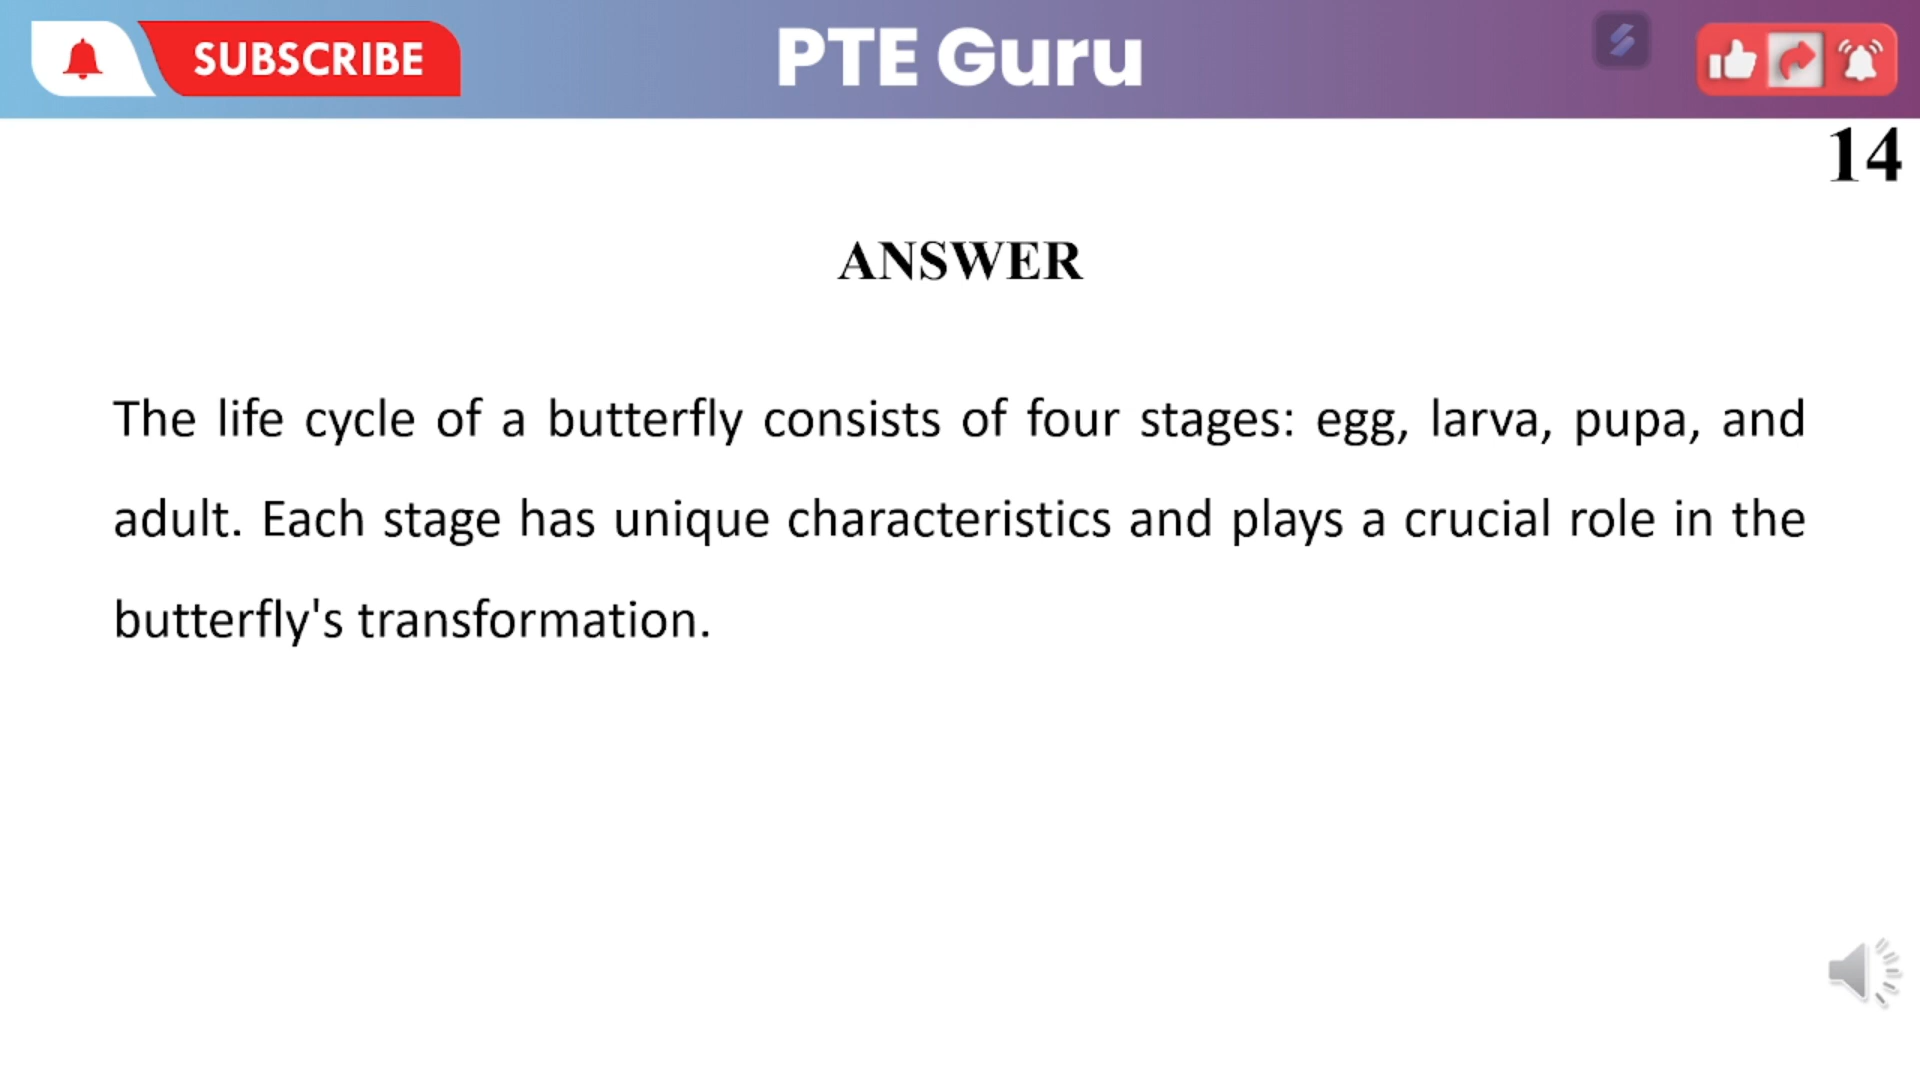 SUBSCRIBE
PTE Guru
14
ANSWER
The life cycle of a butterfly consists of four stages: egg, larva, pupa, and
adult. Each stage has unique characteristics and plays a crucial role in the
butterfly's transformation.